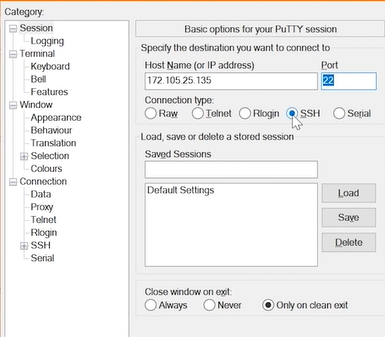 Category:
Session
Logging
Terminal
Keyboard
Bell
Features
Window
Appearance
Behaviour
Translation
Selection
Colours
Connection
Data
Proxy
Telnet
Rlogin
SSH
Serial
Basic options for your PuTTY session
Specify the destination you want to connect to
Host Name (or IP address) Port
172.105.25.135 22
Connection type:
Raw Telnet Rlogin SSH Serial
Load, save or delete a stored session
Saved Sessions
Default Settings
Load
Save
Delete
Close window on exit:
Always Never Only on clean exit